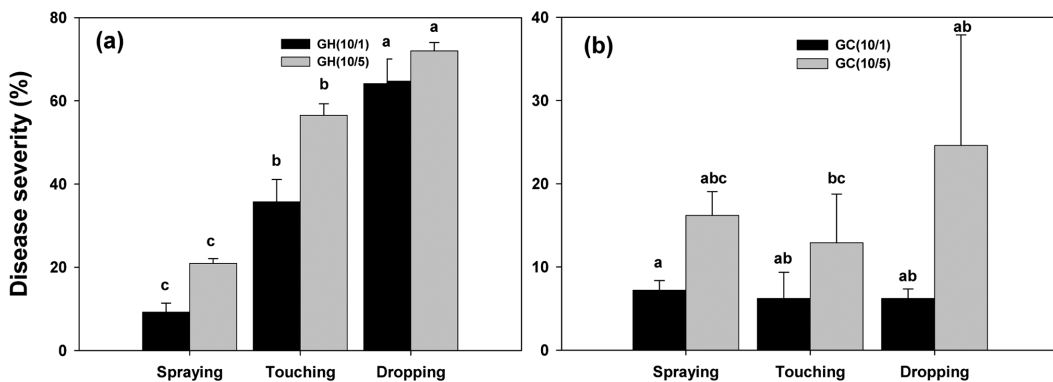 (a)
GH(10/1)
GH(10/5)
Disease severity (%)
80
60
40
20
0
c
c
b
b
a
a
Spraying
Touching
Dropping
(b)
GC(10/1)
GC(10/5)
40
30
20
10
0
a
abc
ab
bc
ab
ab
Spraying
Touching
Dropping